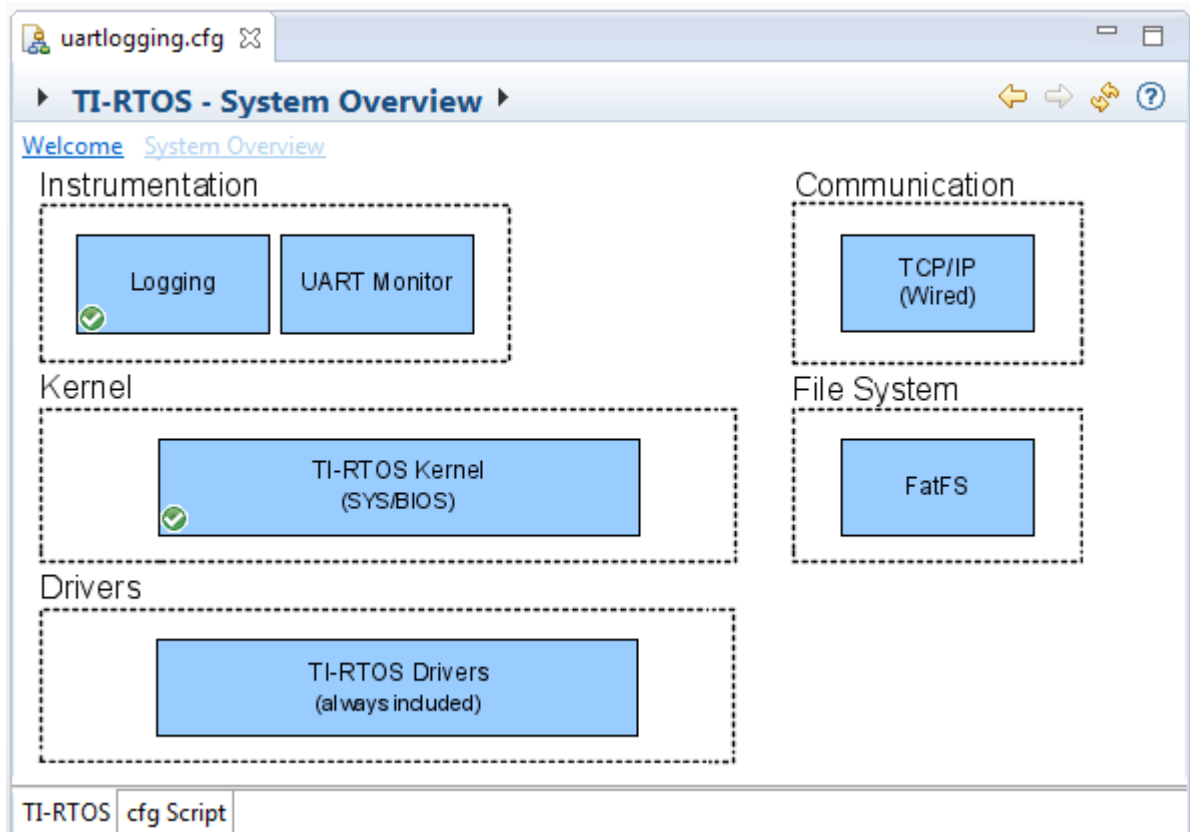 uartlogging.cfg
TI-RTOS - System Overview
Welcome System Overview
Instrumentation
Logging
UART Monitor
Communication
TCP/IP
(Wired)
Kernel
TI-RTOS Kernel
(SYS/BIOS)
File System
FatFS
Drivers
TI-RTOS Drivers
(always included)
TI-RTOS cfg Script